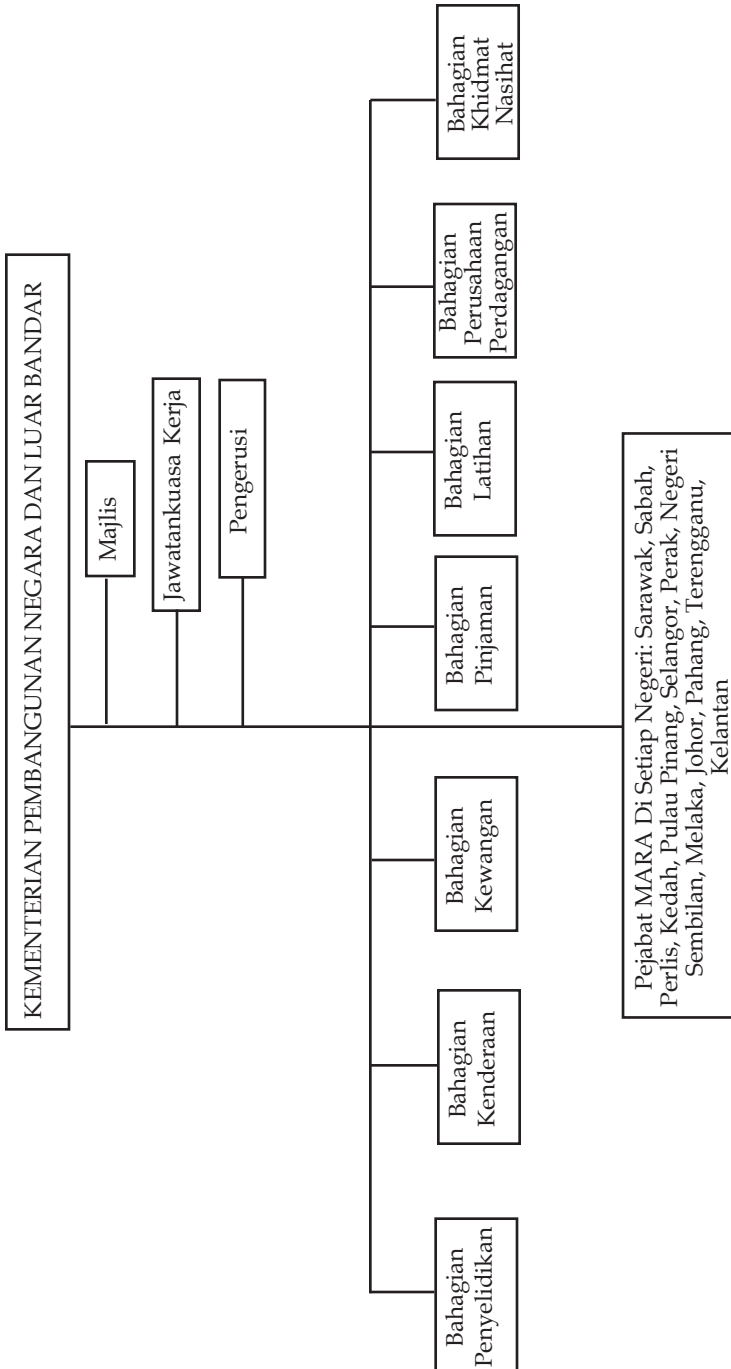 KEMENTERIAN PEMBANGUNAN NEGARA DAN LUAR BANDAR
Majlis
Jawatankuasa Kerja
Pengerusi
Bahagian
Penyelidikan
Bahagian
Kenderaan
Bahagian
Kewangan
Bahagian
Pinjaman
Bahagian
Latihan
Bahagian
Perusahaan
Perdagangan
Bahagian
Khidmat
Nasihat
Pejabat MARA Di Setiap Negeri: Sarawak, Sabah,
Perlis, Kedah, Pulau Pinang, Selangor, Perak, Negeri
Sembilan, Melaka, Johor, Pahang, Terengganu,
Kelantan